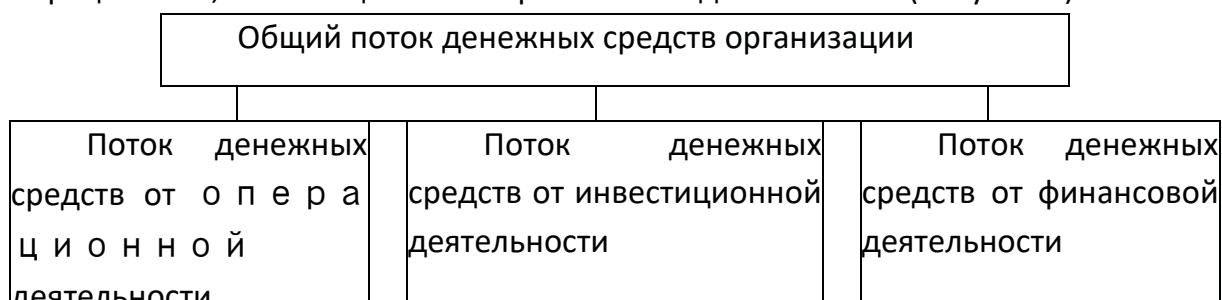 Общий поток денежных средств организации
Поток денежных
средств от о п е р а
ц и о н н о й
деятельности
Поток денежных
средств от инвестиционной
деятельности
Поток денежных
средств от финансовой
деятельности